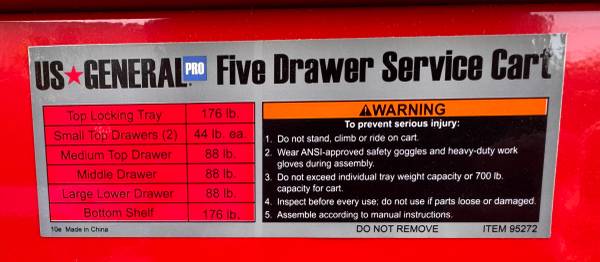 US★GENERAL PRO Five Drawer Service Cart
Top Locking Tray 176 lb.
Small Top Drawers (2) 44 lb. ea.
Medium Top Drawer 88 lb.
Middle Drawer 88 lb.
Large Lower Drawer 88 lb.
Bottom Shelf 176 lb.
10e Made in China
⚠WARNING
To prevent serious injury:
1. Do not stand, climb or ride on cart.
2. Wear ANSI-approved safety goggles and heavy-duty work
gloves during assembly.
3. Do not exceed individual tray weight capacity or 700 lb.
capacity for cart.
4. Inspect before every use; do not use if parts loose or damaged.
5. Assemble according to manual instructions.
DO NOT REMOVE ITEM 95272